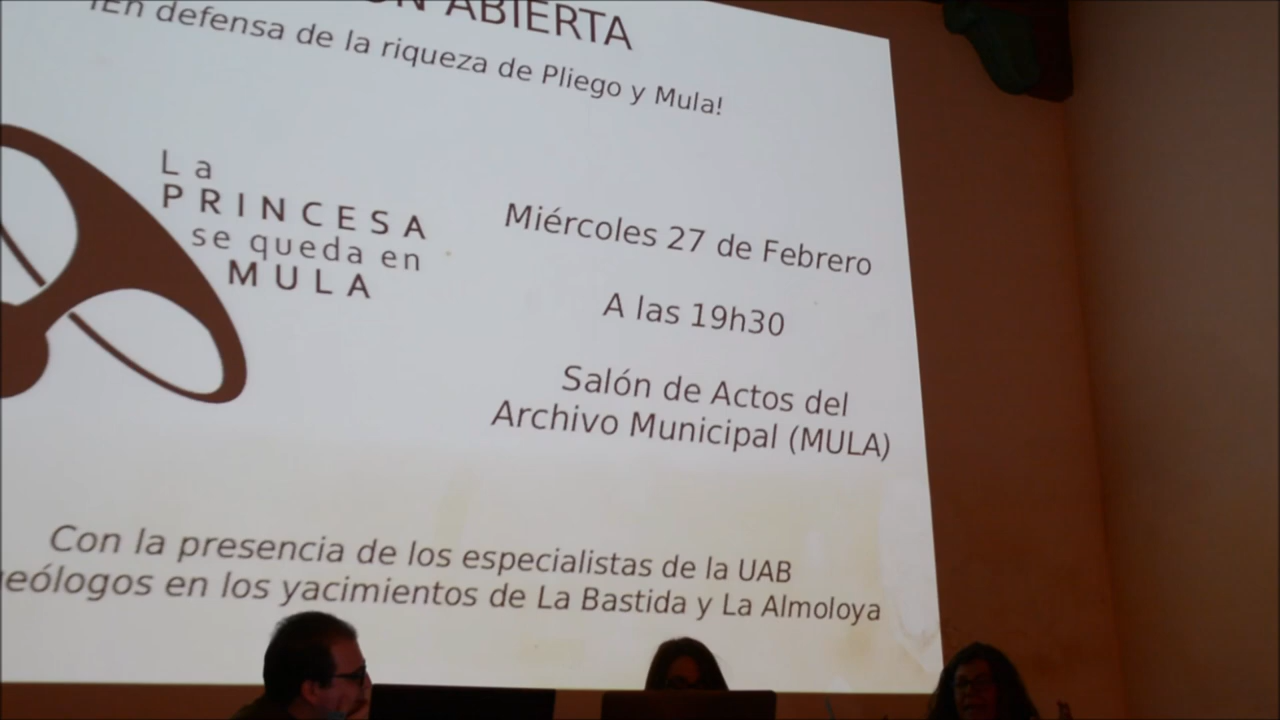 ABIERTA
¡En defensa de la riqueza de Pliego y Mula!
La
PRINCESA
se queda en
MULA
Miércoles 27 de Febrero
A las 19h30
Salón de Actos del
Archivo Municipal (MULA)
Con la presencia de los especialistas de la UAB
en los yacimientos de La Bastida y La Almoloya